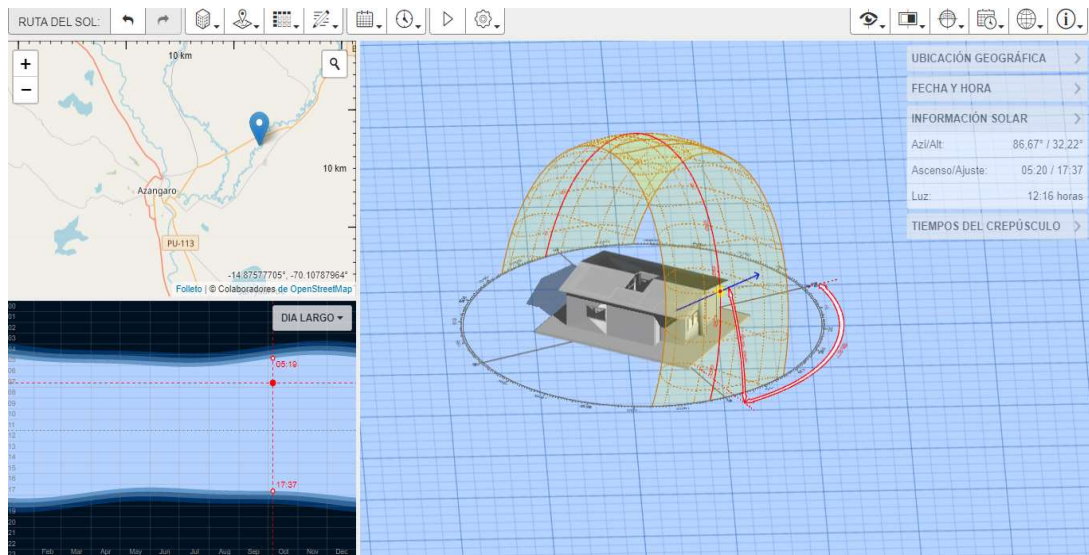 RUTA DEL SOL:
10 km
+
−
10 km
Azangaro
PU-113
-14.87577705°, -70.10787964°
Folleto | © Colaboradores de OpenStreetMap
DIA LARGO
05:19
17:37
Feb Mar Apr May Jun Jul Aug Sep Oct Nov Dec
UBICACIÓN GEOGRÁFICA
FECHA Y HORA
INFORMACIÓN SOLAR
Azi/Alt: 86,67° / 32,22°
Ascenso/Ajuste: 05:20 / 17:37
Luz: 12:16 horas
TIEMPOS DEL CREPÚSCULO